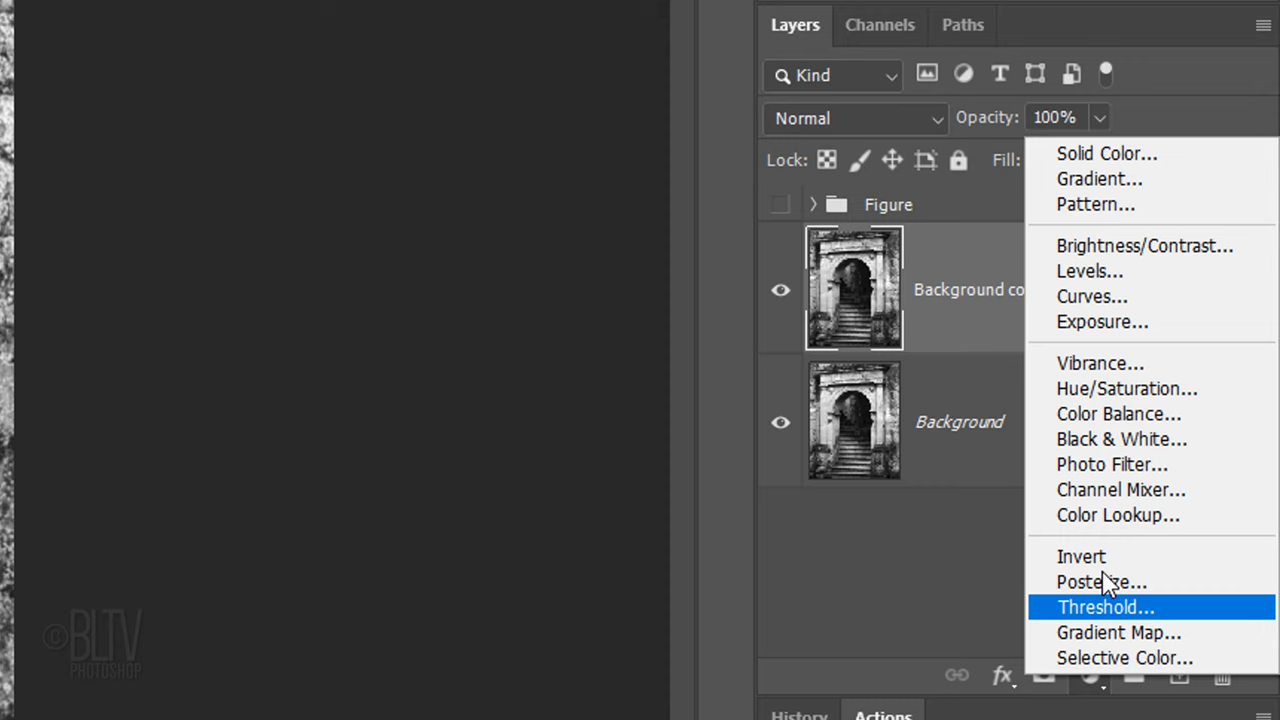 Layers Channels Paths
Kind
Normal Opacity: 100%
Lock: Fill:
Figure
Background co
Background
Solid Color...
Gradient...
Pattern...
Brightness/Contrast...
Levels...
Curves...
Exposure...
Vibrance...
Hue/Saturation...
Color Balance...
Black & White...
Photo Filter...
Channel Mixer...
Color Lookup...
Invert
Posterize...
Threshold...
Gradient Map...
Selective Color...
fx
History Actions
©BLTV
PHOTOSHOP